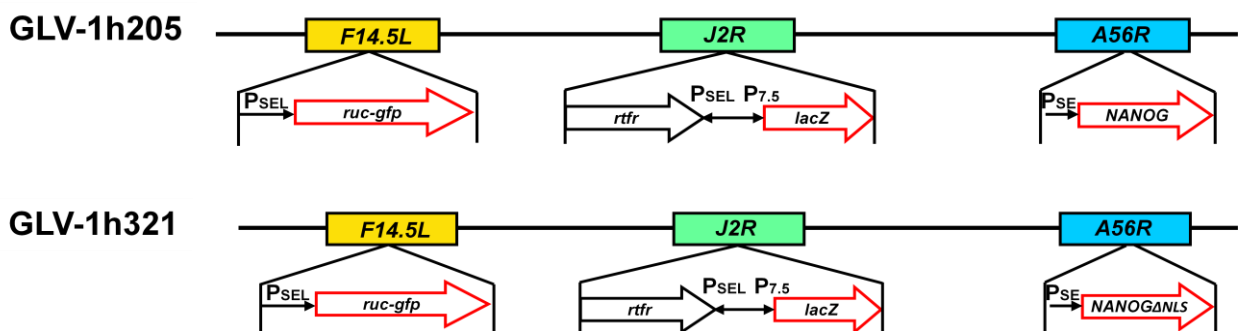 GLV-1h205 F14.5L J2R A56R
PSEL ruc-gfp rtfr PSEL P7.5 lacZ PSE NANOG
GLV-1h321 F14.5L J2R A56R
PSEL ruc-gfp rtfr PSEL P7.5 lacZ PSE NANOGΔNLS